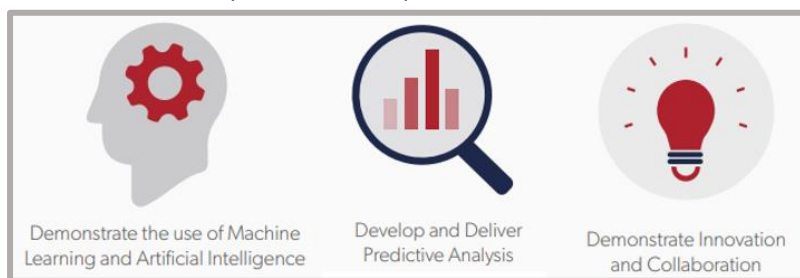 Demonstrate the use of Machine
Learning and Artificial Intelligence
Develop and Deliver
Predictive Analysis
Demonstrate Innovation
and Collaboration